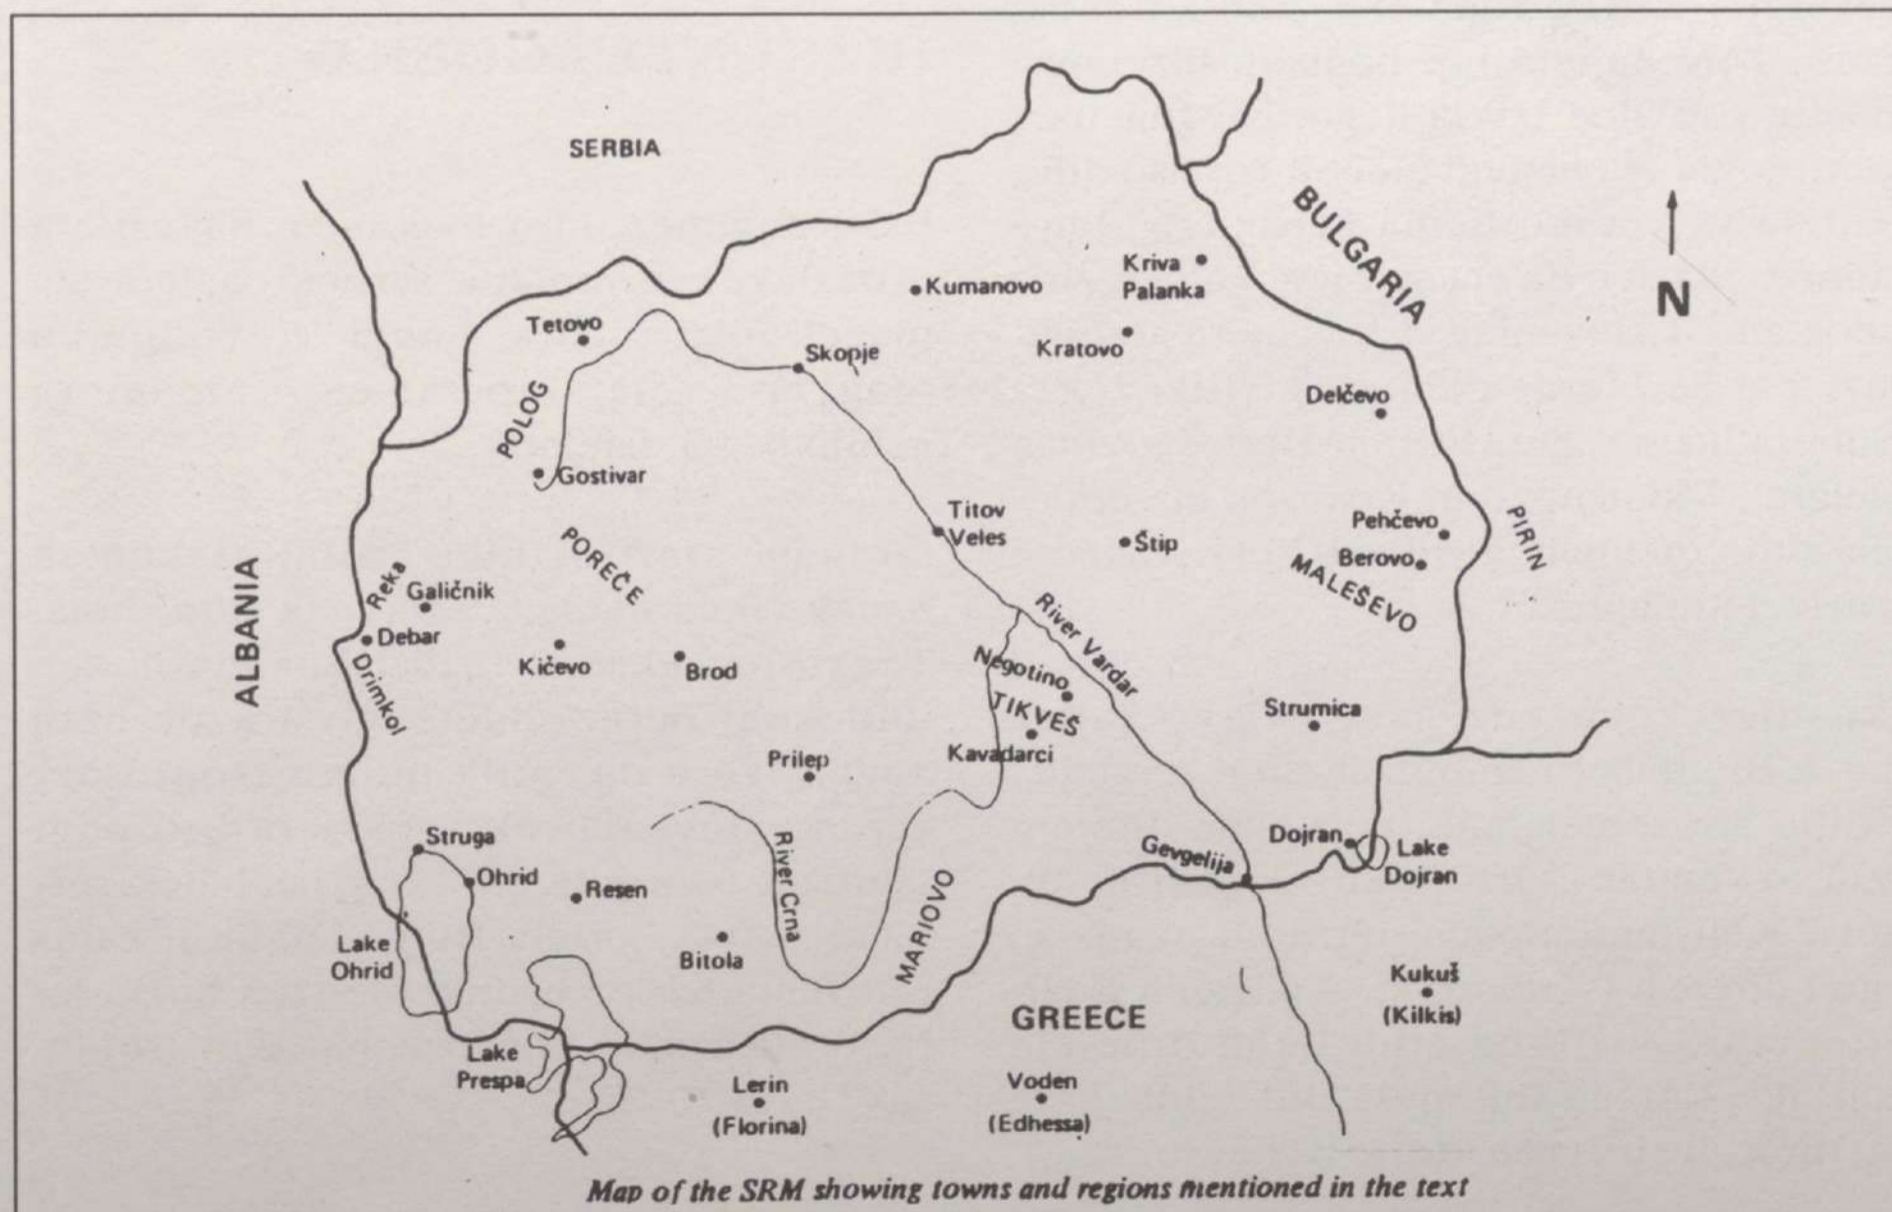 SERBIA
BULGARIA
N
Kriva
Palanka
Kumanovo
Tetovo
Skopje
Kratovo
Delčevo
POLOG
Gostivar
Titov
Veles
Štip
Pehčevo
Berovo
PIRIN
MALEŠEVO
POREČE
ALBANIA
Reka
Galičnik
Debar
Drimkol
Kičevo
Brod
River Vardar
Negotino
TIKVEŠ
Kavadarci
Strumica
Prilep
Struga
Ohrid
Resen
River Crna
MARIOVO
Gevgelija
Dojran
Lake
Dojran
Lake
Ohrid
Bitola
Kukuš
(Kilkis)
GREECE
Lake
Prespa
Lerin
(Florina)
Voden
(Edhessa)
Map of the SRM showing towns and regions mentioned in the text